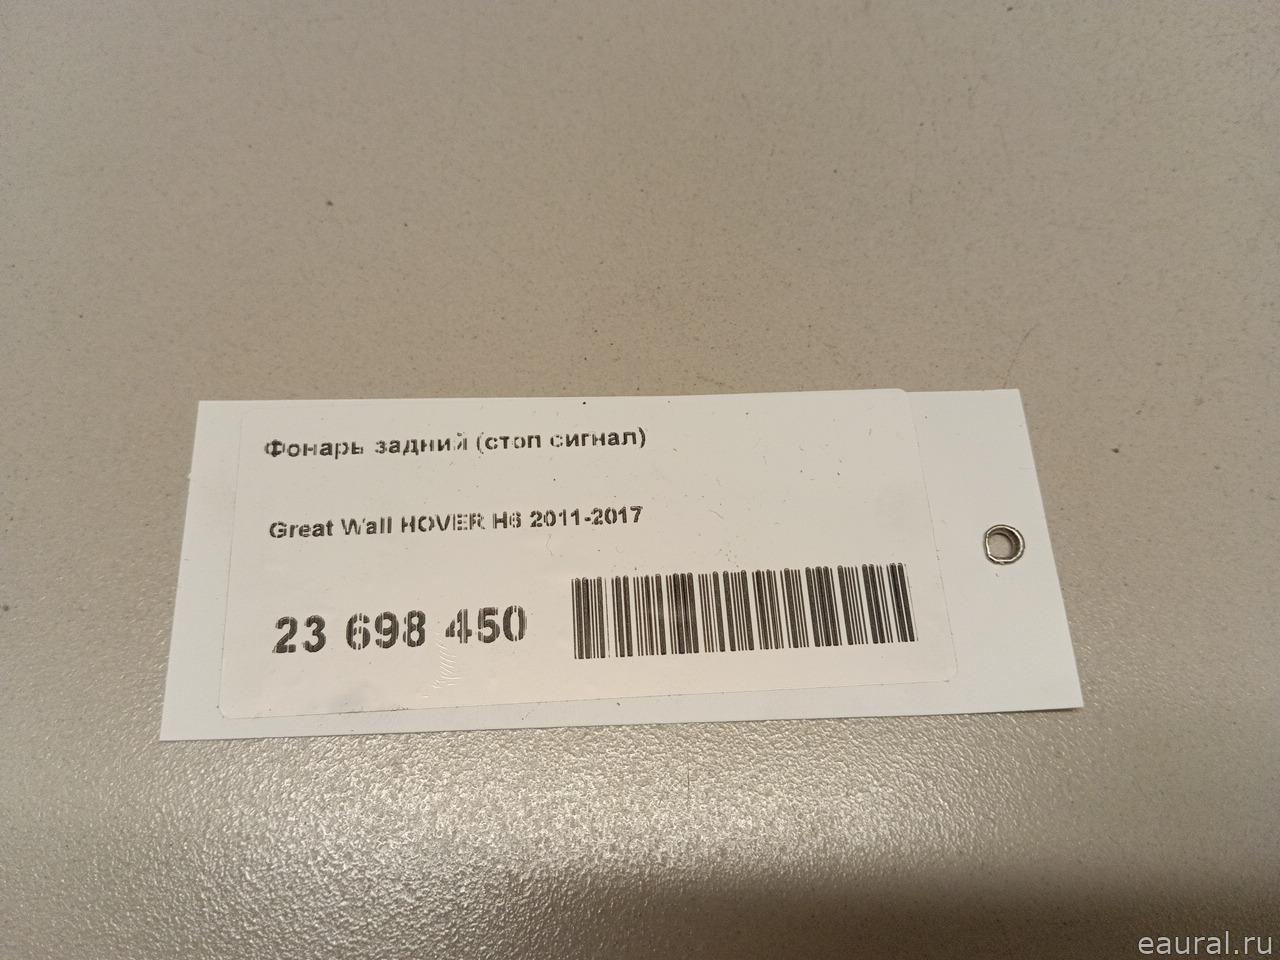 Фонарь задний (стоп сигнал)
Great Wall HOVER H6 2011-2017
23 698 450
eaural.ru